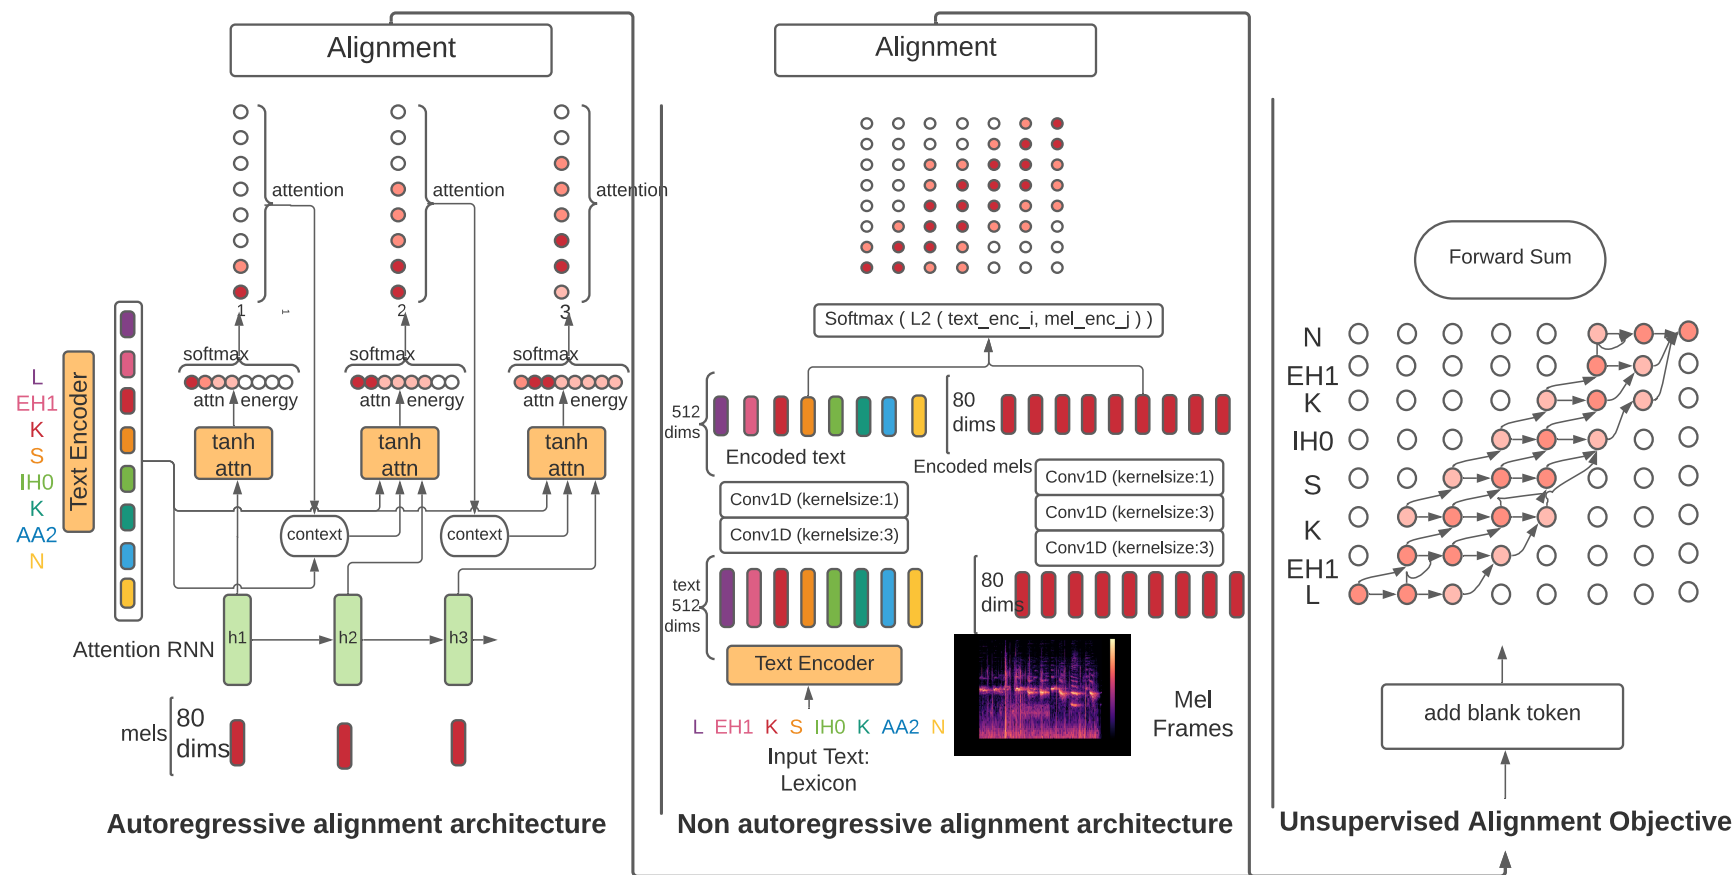 Alignment
attention
attention
attention
1
1
2
3
softmax
softmax
softmax
attn energy
attn energy
attn energy
tanh
attn
tanh
attn
tanh
attn
Text Encoder
L
EH1
K
S
IH0
K
AA2
N
context
context
h1
h2
h3
Attention RNN
mels
80
dims
Autoregressive alignment architecture
Alignment
Softmax ( L2 ( text_enc_i, mel_enc_j ) )
512
dims
Encoded text
80
dims
Encoded mels
Conv1D (kernelsize:1)
Conv1D (kernelsize:3)
Conv1D (kernelsize:1)
Conv1D (kernelsize:3)
Conv1D (kernelsize:3)
text
512
dims
80
dims
Text Encoder
L EH1 K S IH0 K AA2 N
Input Text:
Lexicon
Mel
Frames
Non autoregressive alignment architecture
Forward Sum
N
EH1
K
IH0
S
K
EH1
L
add blank token
Unsupervised Alignment Objective